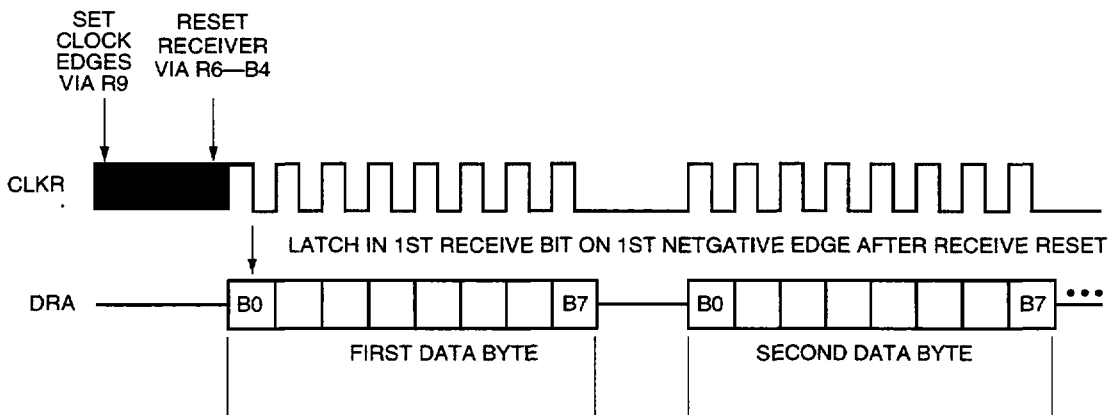 SET
CLOCK
EDGES
VIA R9
RESET
RECEIVER
VIA R6—B4
CLKR
LATCH IN 1ST RECEIVE BIT ON 1ST NETGATIVE EDGE AFTER RECEIVE RESET
DRA
B0
B7
B0
B7
•••
FIRST DATA BYTE
SECOND DATA BYTE